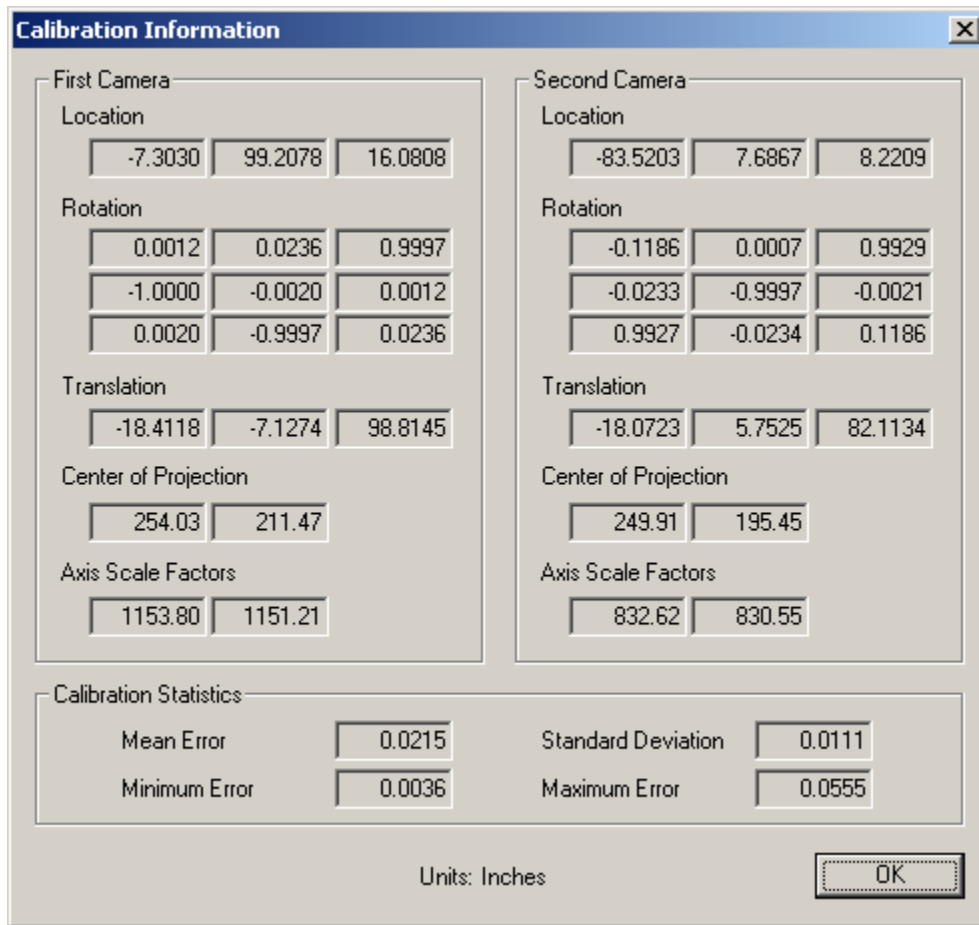 Calibration Information
First Camera
Location
-7.3030 99.2078 16.0808
Rotation
0.0012 0.0236 0.9997
-1.0000 -0.0020 0.0012
0.0020 -0.9997 0.0236
Translation
-18.4118 -7.1274 98.8145
Center of Projection
254.03 211.47
Axis Scale Factors
1153.80 1151.21
Second Camera
Location
-83.5203 7.6867 8.2209
Rotation
-0.1186 0.0007 0.9929
-0.0233 -0.9997 -0.0021
0.9927 -0.0234 0.1186
Translation
-18.0723 5.7525 82.1134
Center of Projection
249.91 195.45
Axis Scale Factors
832.62 830.55
Calibration Statistics
Mean Error 0.0215 Standard Deviation 0.0111
Minimum Error 0.0036 Maximum Error 0.0555
Units: Inches
OK